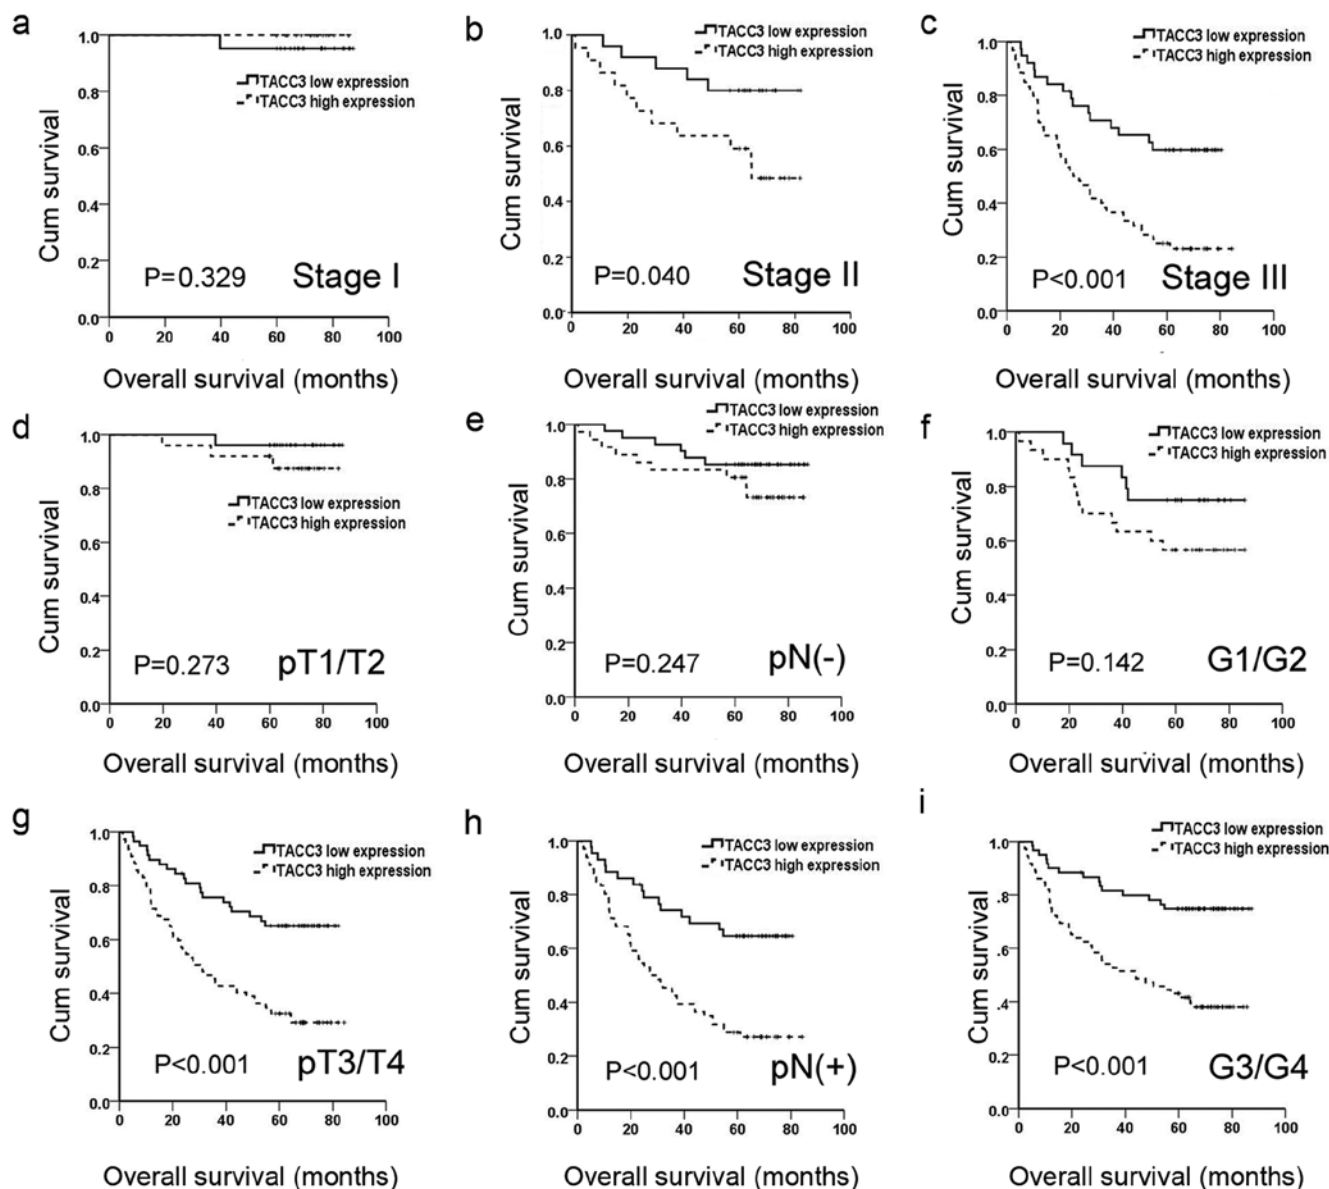 a
TACC3 low expression
TACC3 high expression
Cum survival
1.0
0.8
0.6
0.4
0.2
0.0
P=0.329
Stage I
0 20 40 60 80 100
Overall survival (months)
b
TACC3 low expression
TACC3 high expression
Cum survival
1.0
0.8
0.6
0.4
0.2
0.0
P=0.040
Stage II
0 20 40 60 80 100
Overall survival (months)
c
TACC3 low expression
TACC3 high expression
Cum survival
1.0
0.8
0.6
0.4
0.2
0.0
P<0.001
Stage III
0 20 40 60 80 100
Overall survival (months)
d
TACC3 low expression
TACC3 high expression
Cum survival
1.0
0.8
0.6
0.4
0.2
0.0
P=0.273
pT1/T2
0 20 40 60 80 100
Overall survival (months)
e
TACC3 low expression
TACC3 high expression
Cum survival
1.0
0.8
0.6
0.4
0.2
0.0
P=0.247
pN(-)
0 20 40 60 80 100
Overall survival (months)
f
TACC3 low expression
TACC3 high expression
Cum survival
1.0
0.8
0.6
0.4
0.2
0.0
P=0.142
G1/G2
0 20 40 60 80 100
Overall survival (months)
g
TACC3 low expression
TACC3 high expression
Cum survival
1.0
0.8
0.6
0.4
0.2
0.0
P<0.001
pT3/T4
0 20 40 60 80 100
Overall survival (months)
h
TACC3 low expression
TACC3 high expression
Cum survival
1.0
0.8
0.6
0.4
0.2
0.0
P<0.001
pN(+)
0 20 40 60 80 100
Overall survival (months)
i
TACC3 low expression
TACC3 high expression
Cum survival
1.0
0.8
0.6
0.4
0.2
0.0
P<0.001
G3/G4
0 20 40 60 80 100
Overall survival (months)